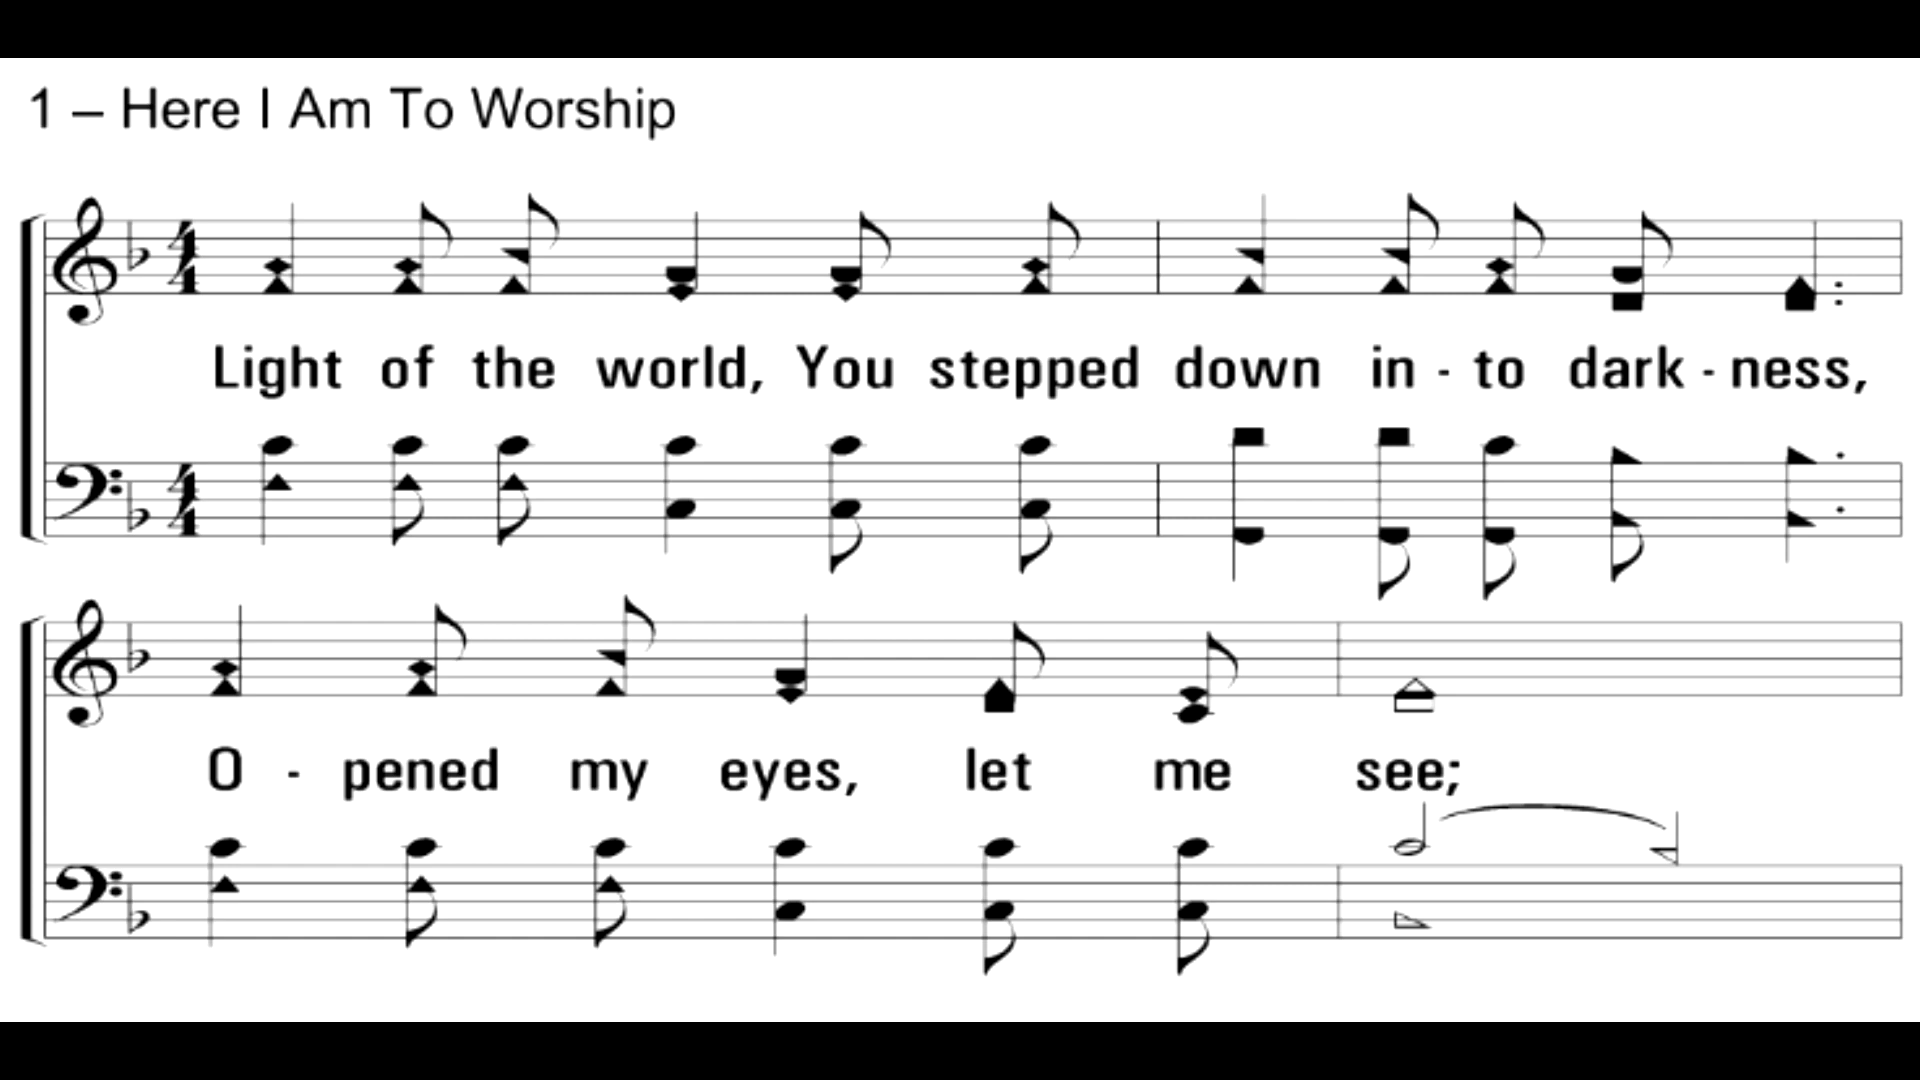 1 – Here I Am To Worship
Light of the world, You stepped down in - to dark - ness,
O - pened my eyes, let me see;